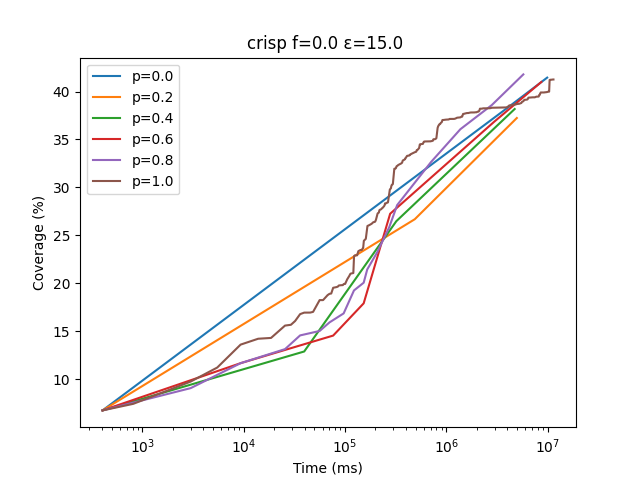 crisp f=0.0 ε=15.0
p=0.0
p=0.2
p=0.4
p=0.6
p=0.8
p=1.0
Coverage (%)
40
35
30
25
20
15
10
10³
10⁴
10⁵
10⁶
10⁷
Time (ms)